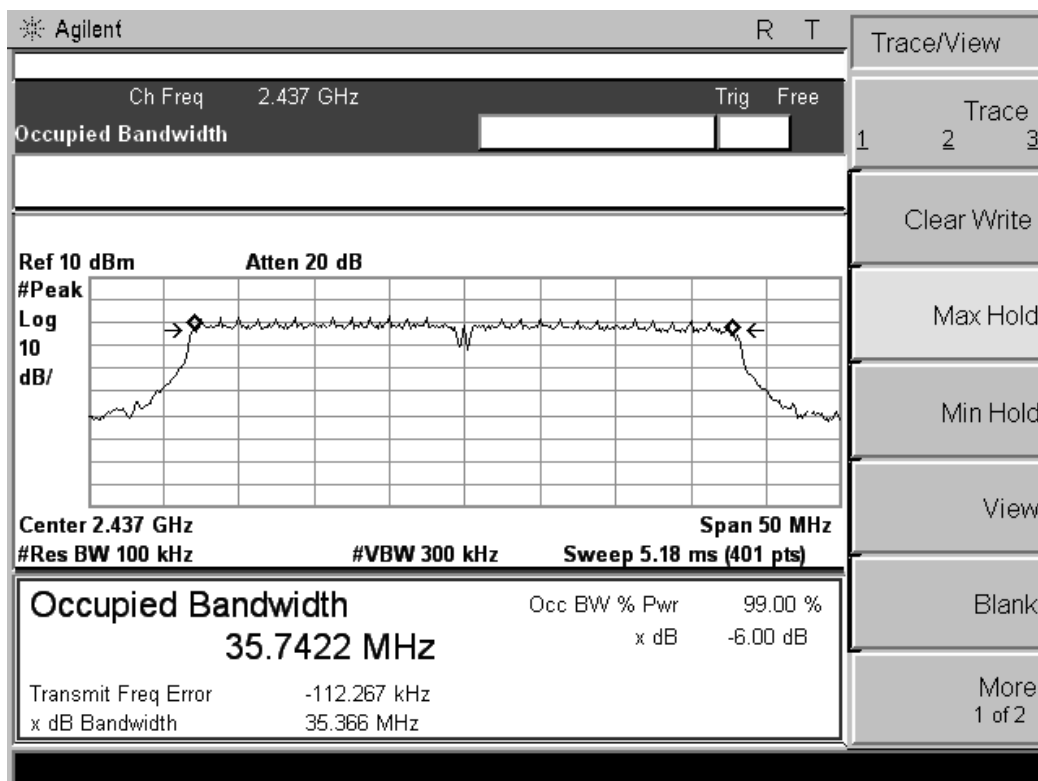 Agilent R T
Trace/View
Ch Freq 2.437 GHz Trig Free
Occupied Bandwidth
Trace
1 2 3
Clear Write
Ref 10 dBm Atten 20 dB
#Peak
Log
10
dB/
Max Hold
Min Hold
View
Center 2.437 GHz Span 50 MHz
#Res BW 100 kHz #VBW 300 kHz Sweep 5.18 ms (401 pts)
Occupied Bandwidth
35.7422 MHz
Occ BW % Pwr 99.00 %
x dB -6.00 dB
Transmit Freq Error -112.267 kHz
x dB Bandwidth 35.366 MHz
Blank
More
1 of 2